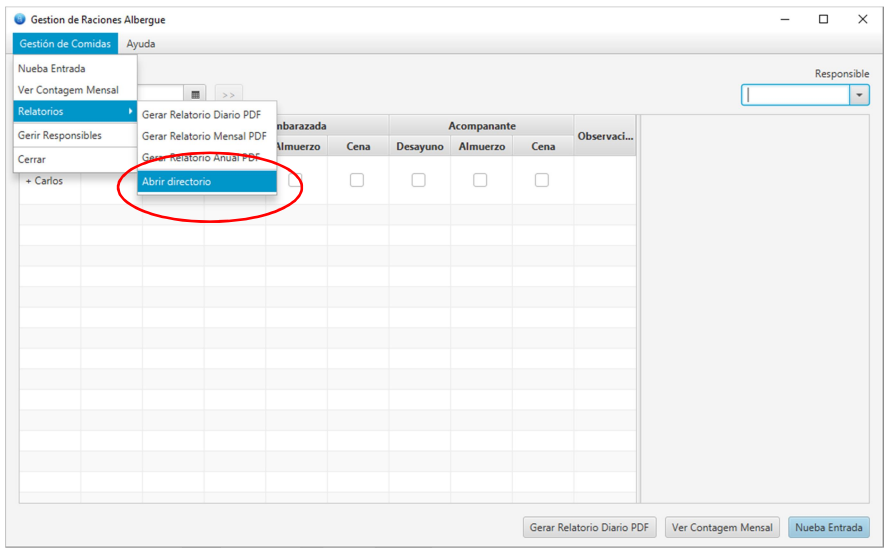 Gestion de Raciones Albergue
Gestión de Comidas Ayuda
Nueba Entrada
Ver Contagem Mensal
Relatorios
Gerir Responsibles
Cerrar
Gerar Relatorio Diario PDF
Gerar Relatorio Mensal PDF
Gerar Relatorio Anual PDF
Abrir directorio
>>
Responsible
Acompanante
Almuerzo Cena Desayuno Almuerzo Cena Observaci...
+ Carlos
Gerar Relatorio Diario PDF Ver Contagem Mensal Nueba Entrada